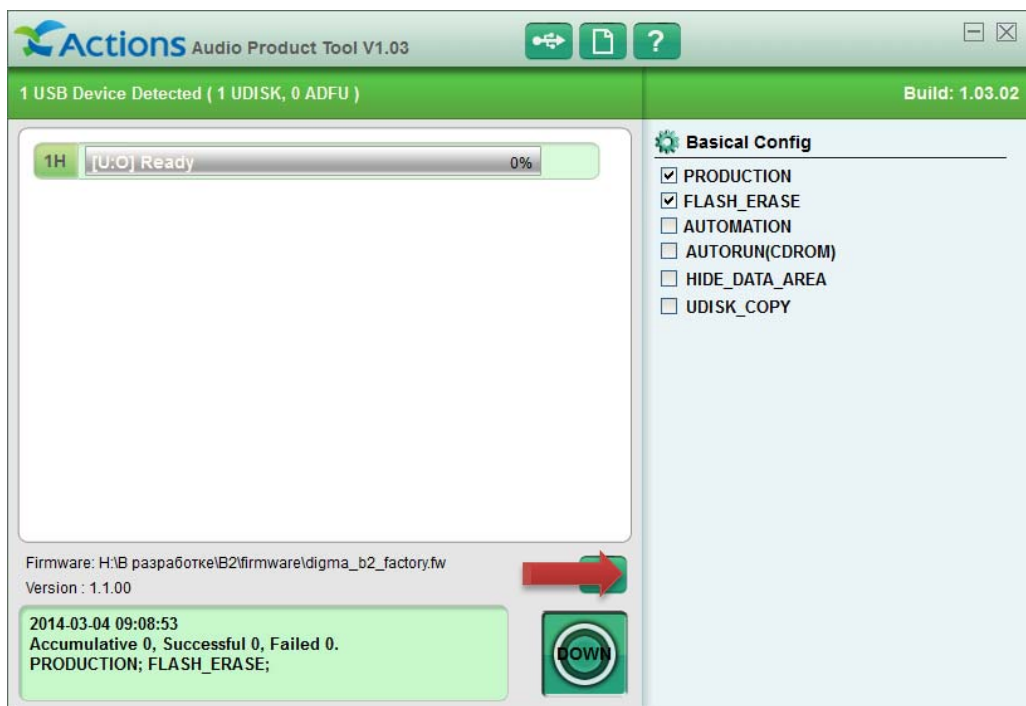 Actions Audio Product Tool V1.03
?
1 USB Device Detected ( 1 UDISK, 0 ADFU )
Build: 1.03.02
1H
[U:O] Ready
0%
Basical Config
PRODUCTION
FLASH_ERASE
AUTOMATION
AUTORUN(CDROM)
HIDE_DATA_AREA
UDISK_COPY
Firmware: H:\В разработке\B2\firmware\digma_b2_factory.fw
Version : 1.1.00
2014-03-04 09:08:53
Accumulative 0, Successful 0, Failed 0.
PRODUCTION; FLASH_ERASE;
DOWN